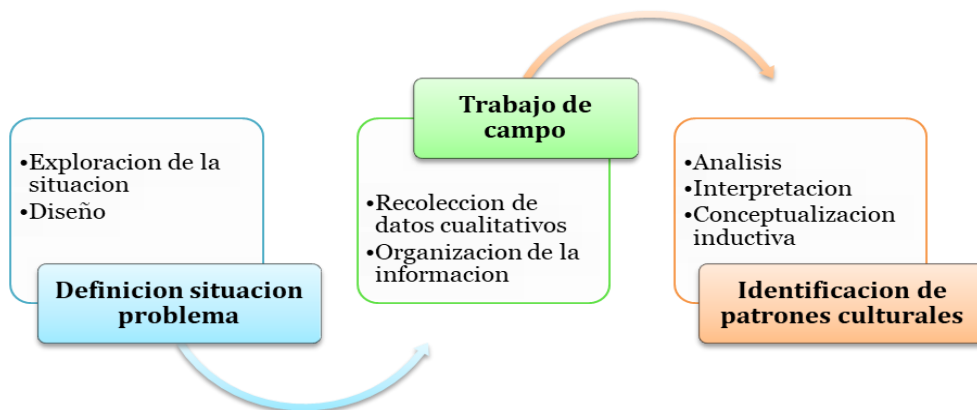 •Exploracion de la
situacion
•Diseño
Definicion situacion
problema
Trabajo de
campo
•Recoleccion de
datos cualitativos
•Organizacion de la
informacion
•Analisis
•Interpretacion
•Conceptualizacion
inductiva
Identificacion de
patrones culturales